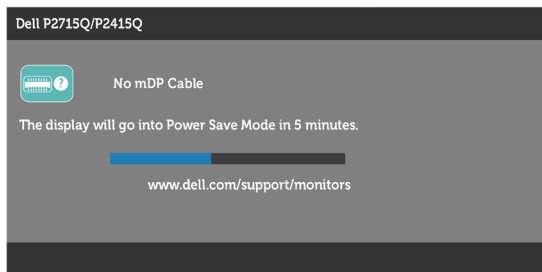 Dell P2715Q/P2415Q
?
No mDP Cable
The display will go into Power Save Mode in 5 minutes.
www.dell.com/support/monitors